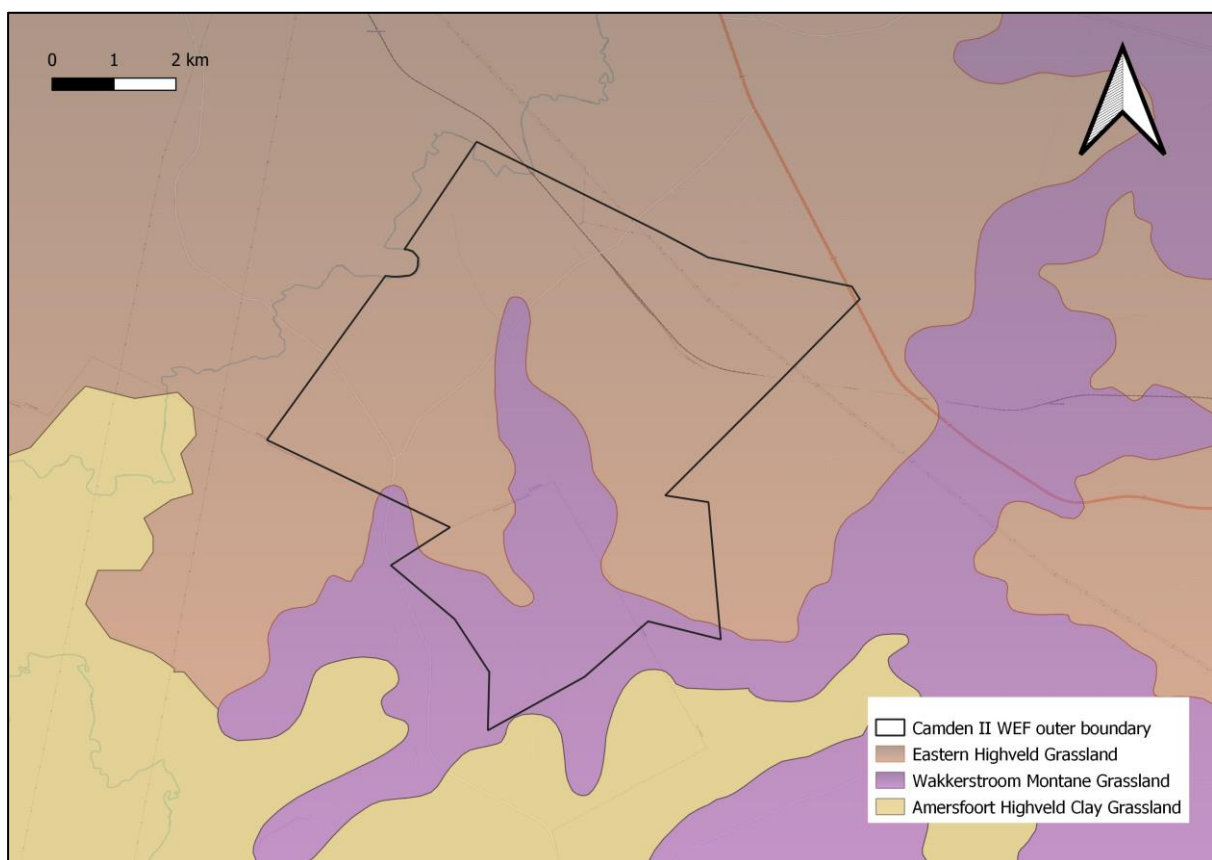 0 1 2 km
Camden II WEF outer boundary
Eastern Highveld Grassland
Wakkerstroom Montane Grassland
Amersfoort Highveld Clay Grassland